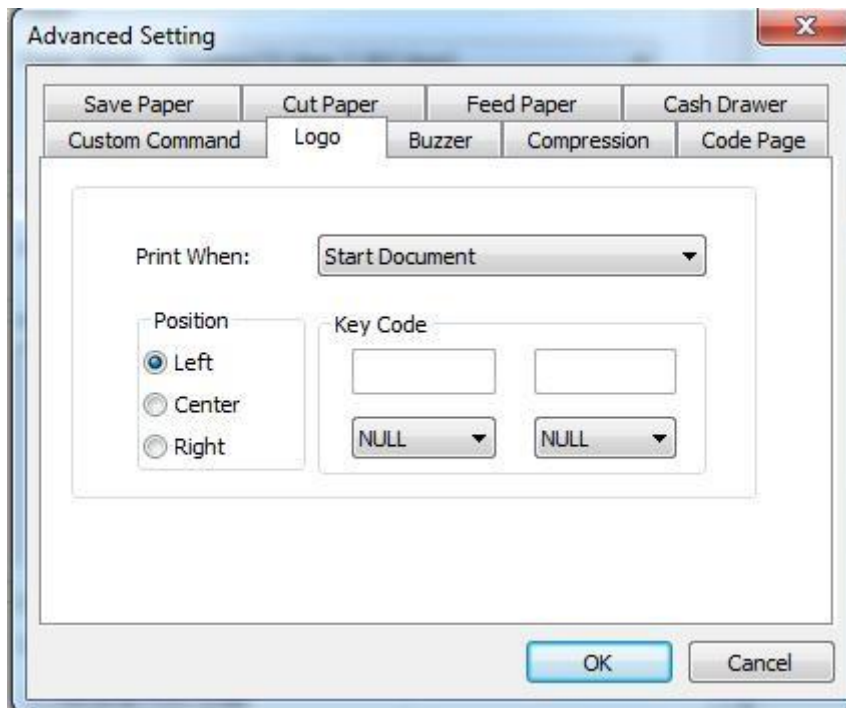 Advanced Setting
Save Paper Cut Paper Feed Paper Cash Drawer
Custom Command Logo Buzzer Compression Code Page
Print When: Start Document
Position
Left
Center
Right
Key Code
NULL NULL
OK Cancel